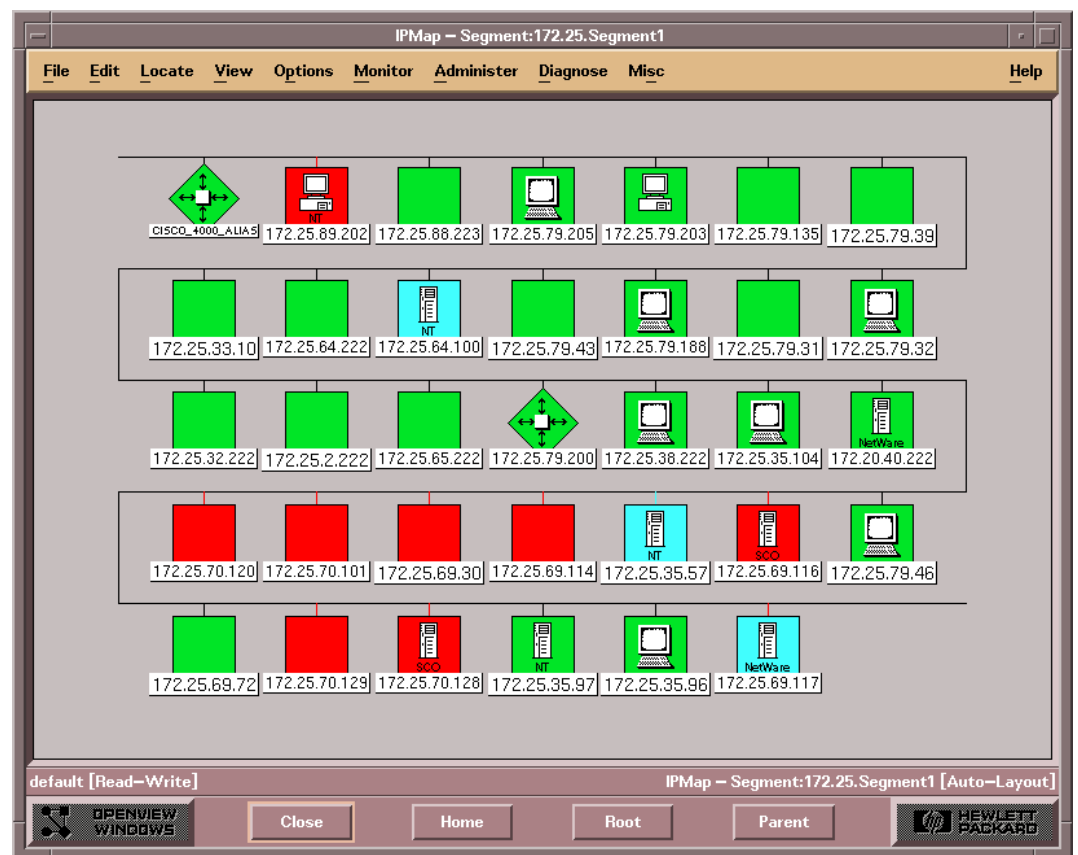 IPMap – Segment:172.25.Segment1
File Edit Locate View Options Monitor Administer Diagnose Misc Help
NT
CISCO_4000_ALIAS 172.25.89.202 172.25.88.223 172.25.79.205 172.25.79.203 172.25.79.135 172.25.79.39
NT
172.25.33.10 172.25.64.222 172.25.64.100 172.25.79.43 172.25.79.188 172.25.79.31 172.25.79.32
NetWare
172.25.32.222 172.25.2.222 172.25.65.222 172.25.79.200 172.25.38.222 172.25.35.104 172.20.40.222
NT SCO
172.25.70.120 172.25.70.101 172.25.69.30 172.25.69.114 172.25.35.57 172.25.69.116 172.25.79.46
SCO NT NetWare
172.25.69.72 172.25.70.129 172.25.70.128 172.25.35.97 172.25.35.96 172.25.69.117
default [Read–Write] IPMap – Segment:172.25.Segment1 [Auto–Layout]
OPENVIEW
WINDOWS
Close Home Root Parent
hp HEWLETT
PACKARD